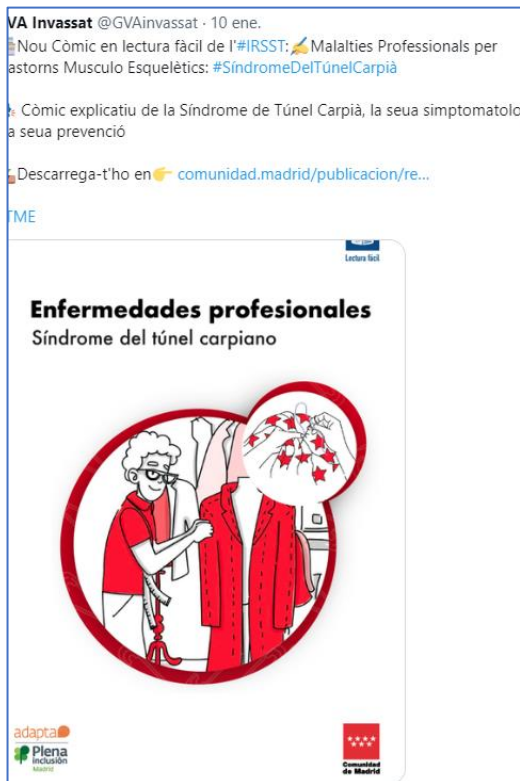 VA Invassat @GVAinvassat · 10 ene.
Nou Còmic en lectura fàcil de l'#IRSST: Malalties Professionals per
astorns Musculo Esquelètics: #SíndromeDelTúnelCarpià
Còmic explicatiu de la Síndrome de Túnel Carpià, la seua simptomatolo
a seua prevenció
Descarrega-t'ho en comunidad.madrid/publicacion/re...
TME
Lectura fácil
Enfermedades profesionales
Síndrome del túnel carpiano
adapta
Plena
inclusión
Madrid
Comunidad
de Madrid